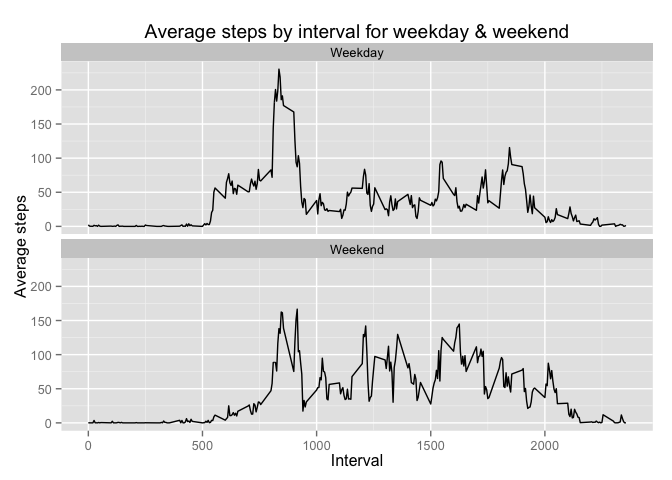 Average steps by interval for weekday & weekend
Weekday
200
150
100
50
0
Weekend
200
150
100
50
0
Average steps
0 500 1000 1500 2000
Interval